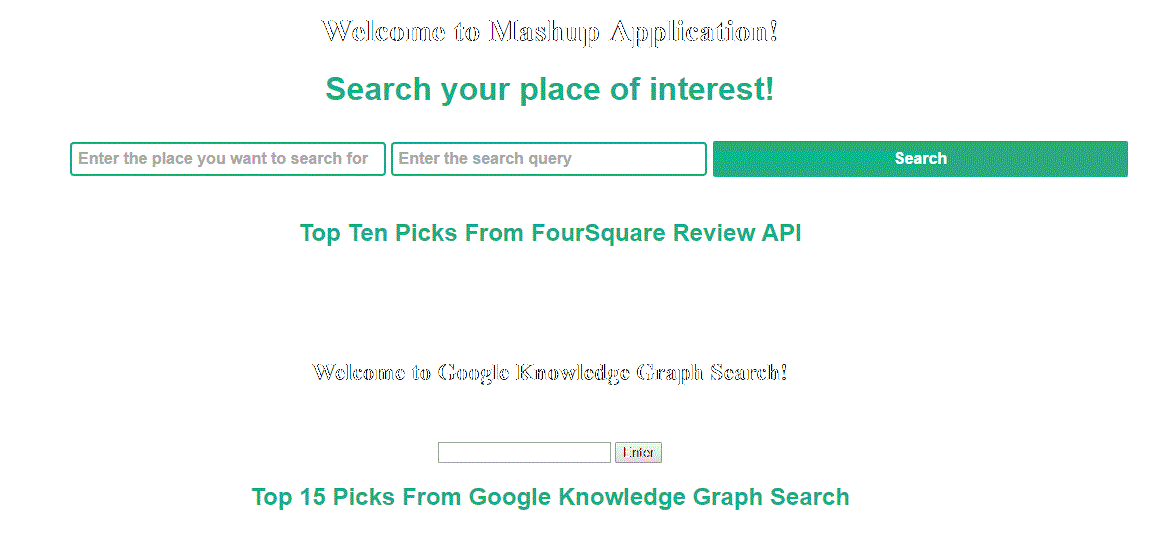 Welcome to Mashup Application!
Search your place of interest!
Enter the place you want to search for Enter the search query Search
Top Ten Picks From FourSquare Review API
Welcome to Google Knowledge Graph Search!
Enter
Top 15 Picks From Google Knowledge Graph Search